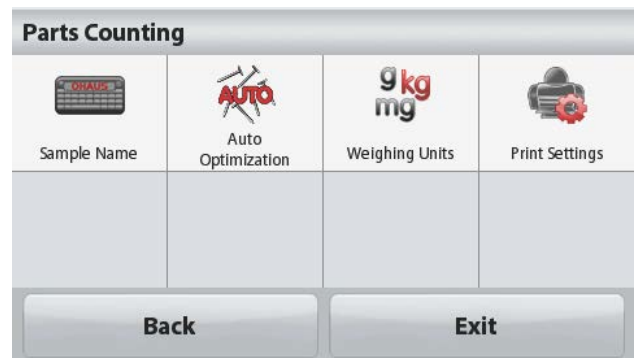 Parts Counting
OHAUS
Sample Name
AUTO
Auto
Optimization
g kg
mg
Weighing Units
Print Settings
Back
Exit